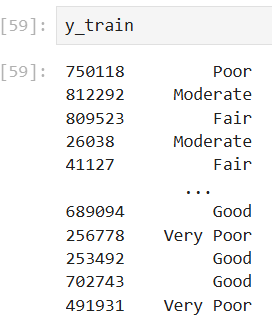 [59]: y_train
[59]: 750118 Poor
812292 Moderate
809523 Fair
26038 Moderate
41127 Fair
...
689094 Good
256778 Very Poor
253492 Good
702743 Good
491931 Very Poor